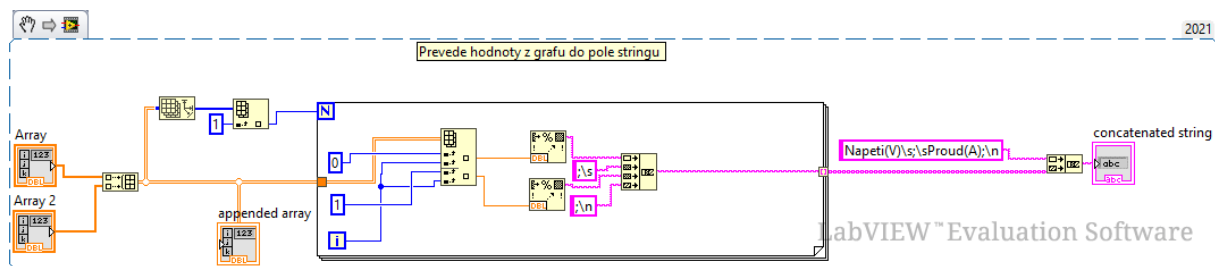 2021
Prevede hodnoty z grafu do pole stringu
N
1
Array
i
j
k
123
DBL
Array 2
i
j
k
123
DBL
appended array
i
j
k
123
DBL
0
1
i
%
DBL
;\s
%
DBL
;\n
Napeti(V)\s;\sProud(A);\n
concatenated string
abc
abc
LabVIEW™ Evaluation Software